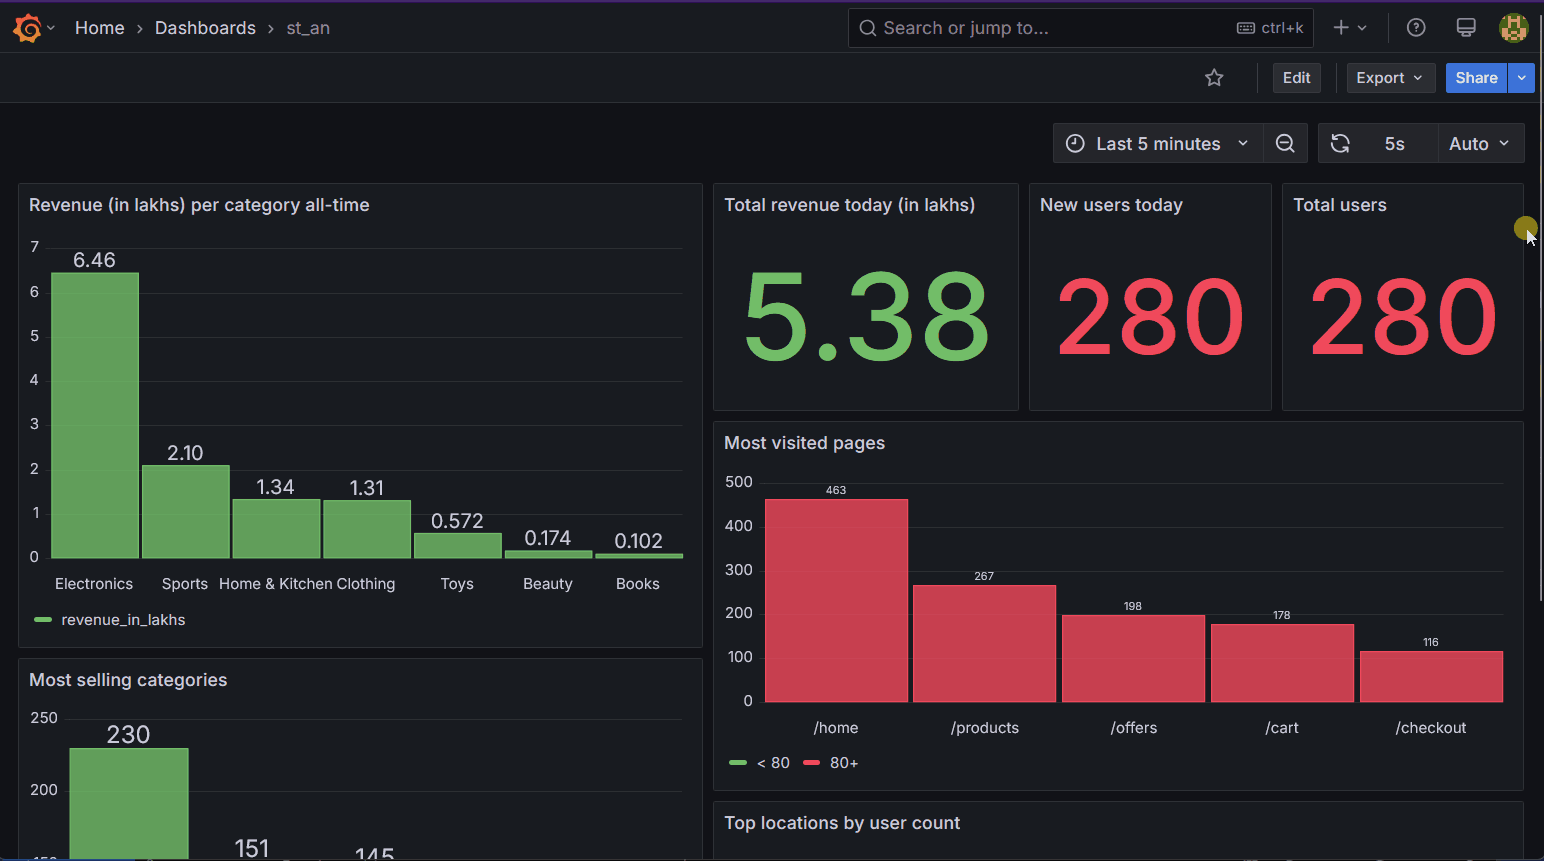 Home › Dashboards › st_an
Search or jump to... ctrl+k
Edit Export Share
Last 5 minutes 5s Auto
Revenue (in lakhs) per category all-time
7
6
5
4
3
2
1
0
6.46
2.10
1.34
1.31
0.572
0.174
0.102
Electronics Sports Home & Kitchen Clothing Toys Beauty Books
revenue_in_lakhs
Total revenue today (in lakhs)
5.38
New users today
280
Total users
280
Most visited pages
500
400
300
200
100
0
463
267
198
178
116
/home /products /offers /cart /checkout
< 80 80+
Most selling categories
250
200
230
151
145
Top locations by user count